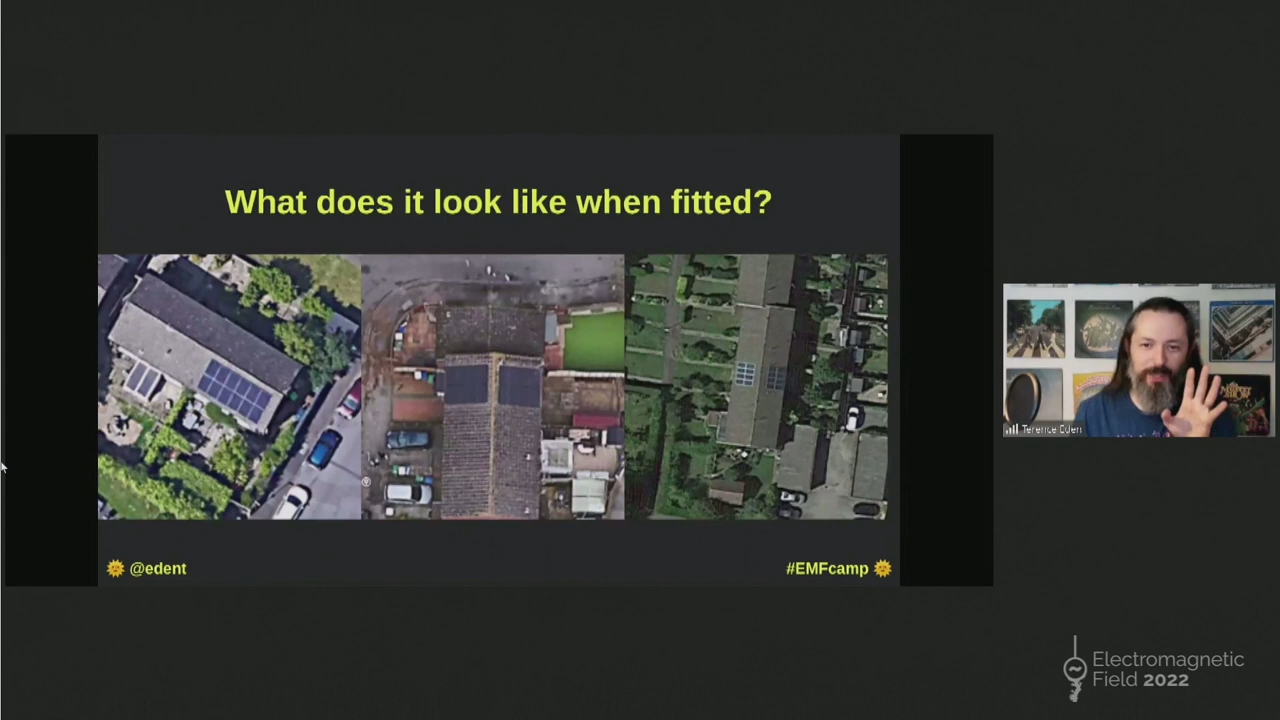 What does it look like when fitted?
@edent
#EMFcamp
Terence Eden
Electromagnetic
Field 2022